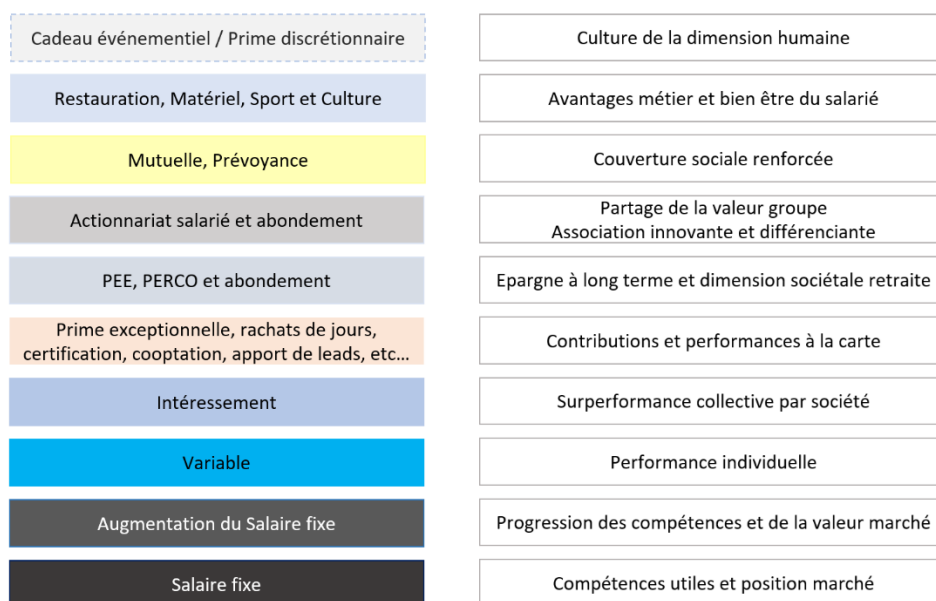 Cadeau événementiel / Prime discrétionnaire
Culture de la dimension humaine
Restauration, Matériel, Sport et Culture
Avantages métier et bien être du salarié
Mutuelle, Prévoyance
Couverture sociale renforcée
Actionnariat salarié et abondement
Partage de la valeur groupe
Association innovante et différenciante
PEE, PERCO et abondement
Epargne à long terme et dimension sociétale retraite
Prime exceptionnelle, rachats de jours,
certification, cooptation, apport de leads, etc...
Contributions et performances à la carte
Intéressement
Surperformance collective par société
Variable
Performance individuelle
Augmentation du Salaire fixe
Progression des compétences et de la valeur marché
Salaire fixe
Compétences utiles et position marché